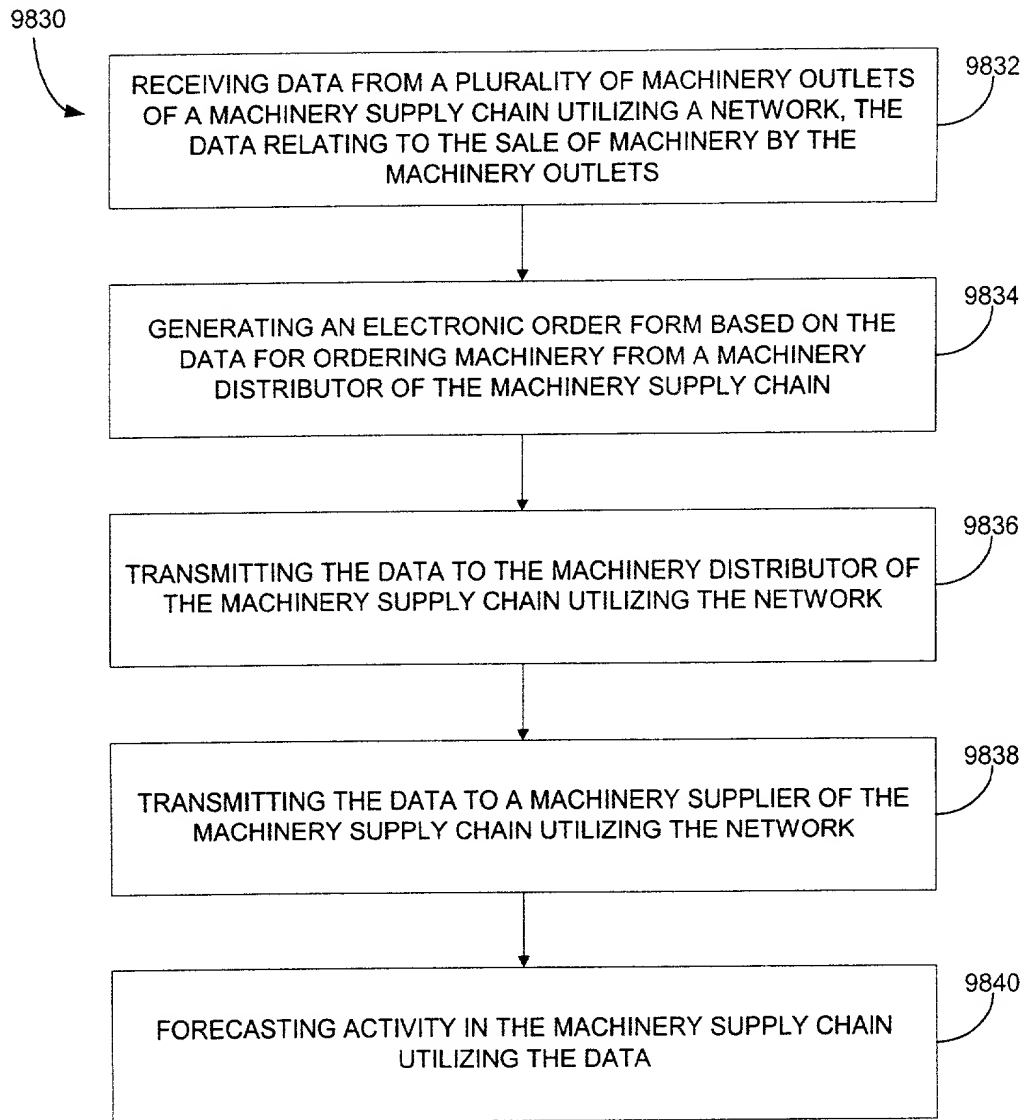 9830
RECEIVING DATA FROM A PLURALITY OF MACHINERY OUTLETS
OF A MACHINERY SUPPLY CHAIN UTILIZING A NETWORK, THE
DATA RELATING TO THE SALE OF MACHINERY BY THE
MACHINERY OUTLETS
9832
GENERATING AN ELECTRONIC ORDER FORM BASED ON THE
DATA FOR ORDERING MACHINERY FROM A MACHINERY
DISTRIBUTOR OF THE MACHINERY SUPPLY CHAIN
9834
TRANSMITTING THE DATA TO THE MACHINERY DISTRIBUTOR OF
THE MACHINERY SUPPLY CHAIN UTILIZING THE NETWORK
9836
TRANSMITTING THE DATA TO A MACHINERY SUPPLIER OF THE
MACHINERY SUPPLY CHAIN UTILIZING THE NETWORK
9838
FORECASTING ACTIVITY IN THE MACHINERY SUPPLY CHAIN
UTILIZING THE DATA
9840